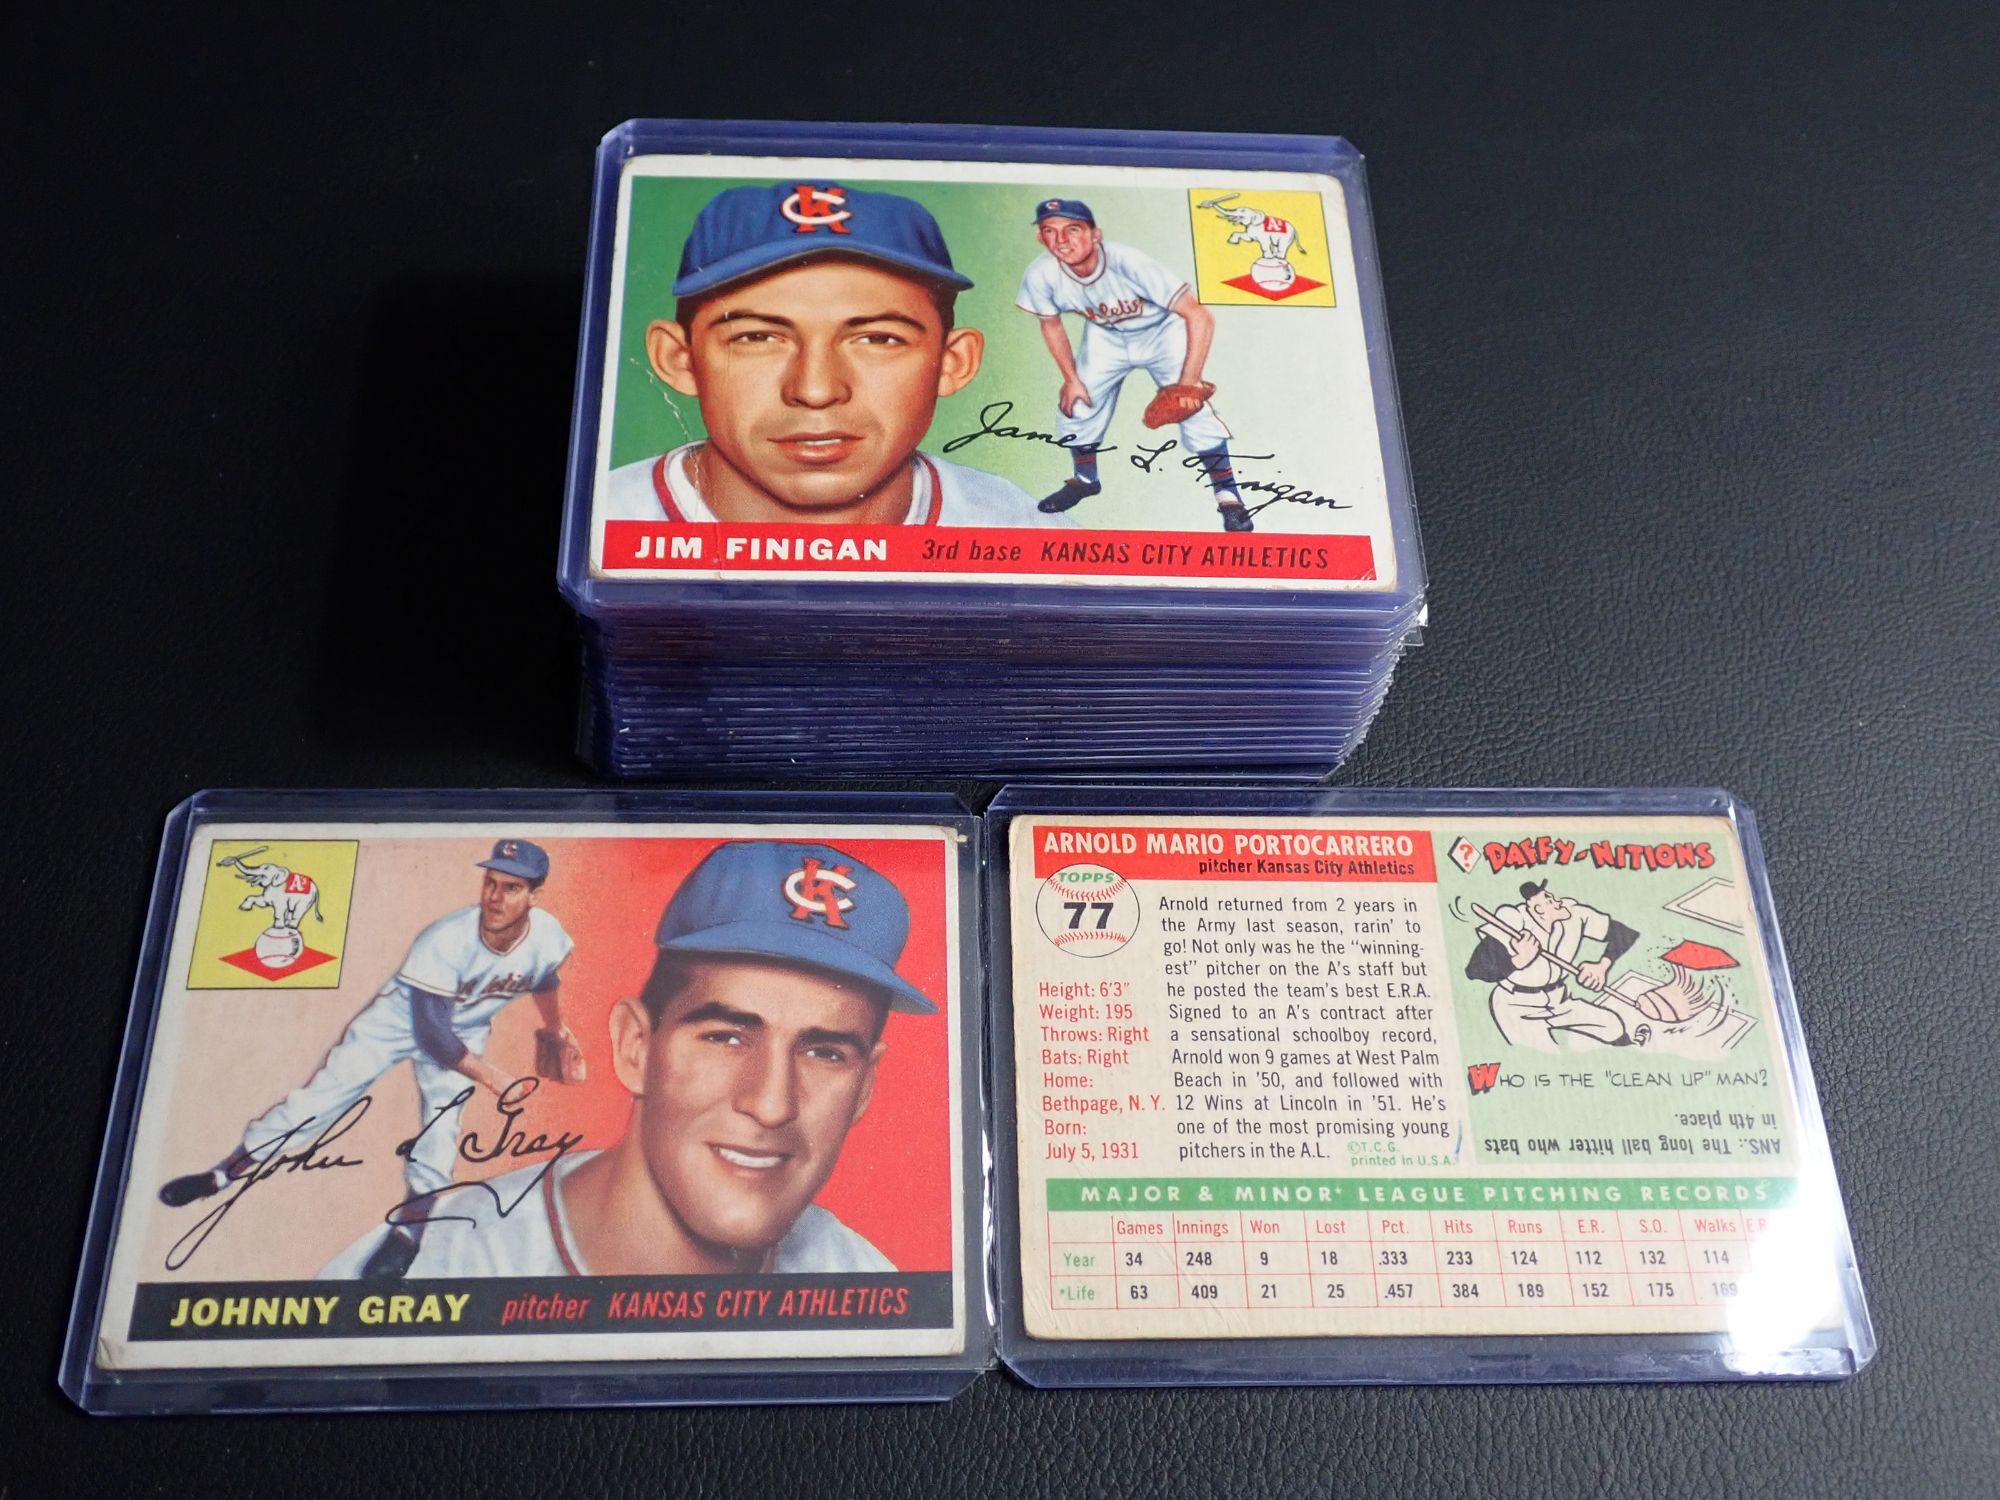 KC
A's
C
Athletics
James L. Finigan
JIM FINIGAN 3rd base KANSAS CITY ATHLETICS
A's
C
KC
John L Gray
JOHNNY GRAY pitcher KANSAS CITY ATHLETICS
ARNOLD MARIO PORTOCARRERO
pitcher Kansas City Athletics
TOPPS
77
Arnold returned from 2 years in
the Army last season, rarin' to
go! Not only was he the "winning-
est" pitcher on the A's staff but
he posted the team's best E.R.A.
Signed to an A's contract after
a sensational schoolboy record,
Arnold won 9 games at West Palm
Beach in '50, and followed with
12 Wins at Lincoln in '51. He's
one of the most promising young
pitchers in the A.L.
©T.C.G.
printed in U.S.A.
Height: 6'3"
Weight: 195
Throws: Right
Bats: Right
Home:
Bethpage, N. Y.
Born:
July 5, 1931
? DAFFY-NITIONS
WHO IS THE "CLEAN UP" MAN?
ANS.: The long ball hitter who bats
in 4th place.
MAJOR & MINOR* LEAGUE PITCHING RECORDS
Games Innings Won Lost Pct. Hits Runs E.R. S.O. Walks
Year 34 248 9 18 .333 233 124 112 132 114
*Life 63 409 21 25 .457 384 189 152 175 169